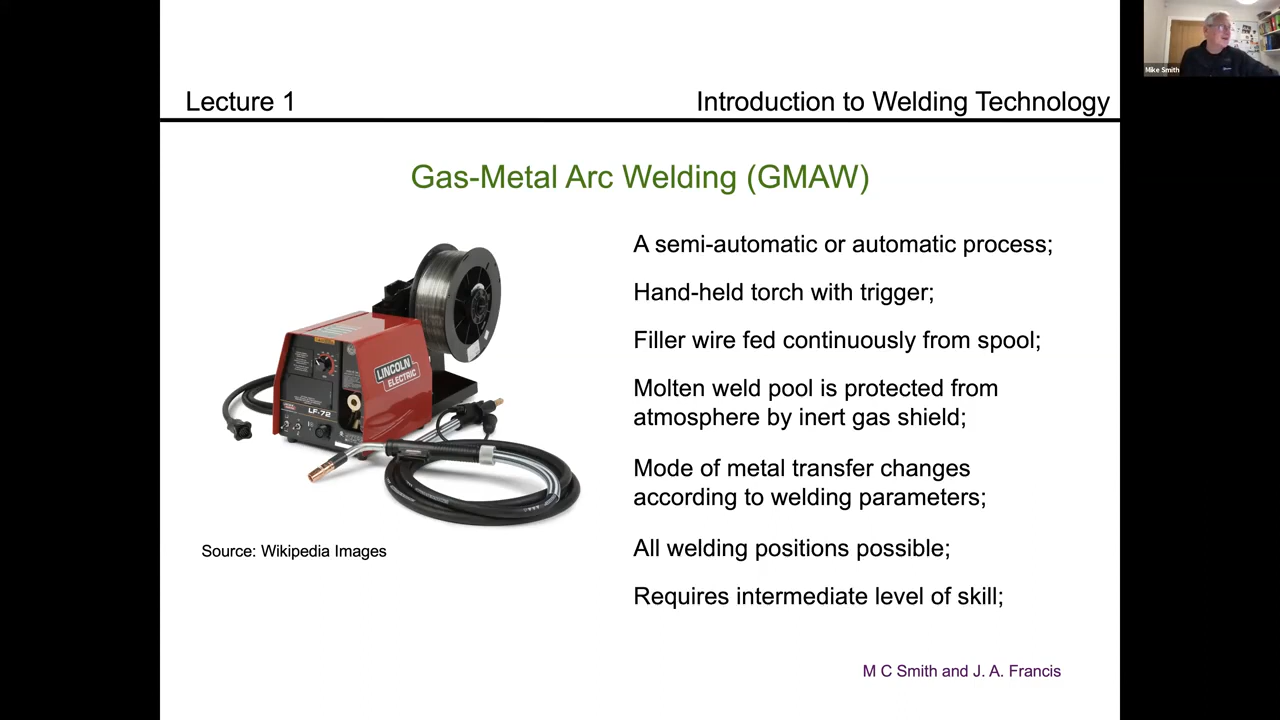 Mike Smith
Lecture 1
Introduction to Welding Technology
Gas-Metal Arc Welding (GMAW)
A semi-automatic or automatic process;
Hand-held torch with trigger;
Filler wire fed continuously from spool;
Molten weld pool is protected from
atmosphere by inert gas shield;
Mode of metal transfer changes
according to welding parameters;
All welding positions possible;
Requires intermediate level of skill;
LINCOLN
ELECTRIC
LF-72
Source: Wikipedia Images
M C Smith and J. A. Francis